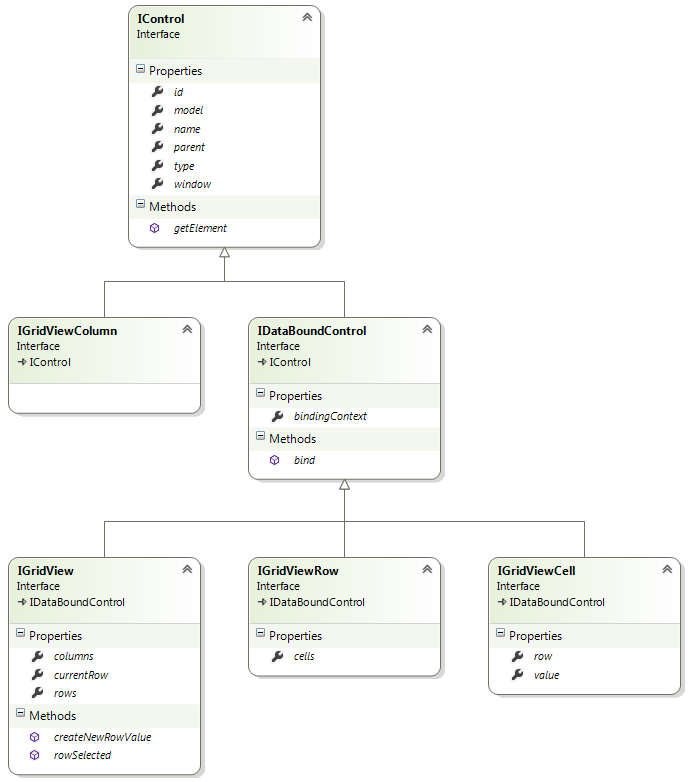 IControl
Interface
Properties
id
model
name
parent
type
window
Methods
getElement
IGridViewColumn
Interface
IControl
IDataBoundControl
Interface
IControl
Properties
bindingContext
Methods
bind
IGridView
Interface
IDataBoundControl
Properties
columns
currentRow
rows
Methods
createNewRowValue
rowSelected
IGridViewRow
Interface
IDataBoundControl
Properties
cells
IGridViewCell
Interface
IDataBoundControl
Properties
row
value